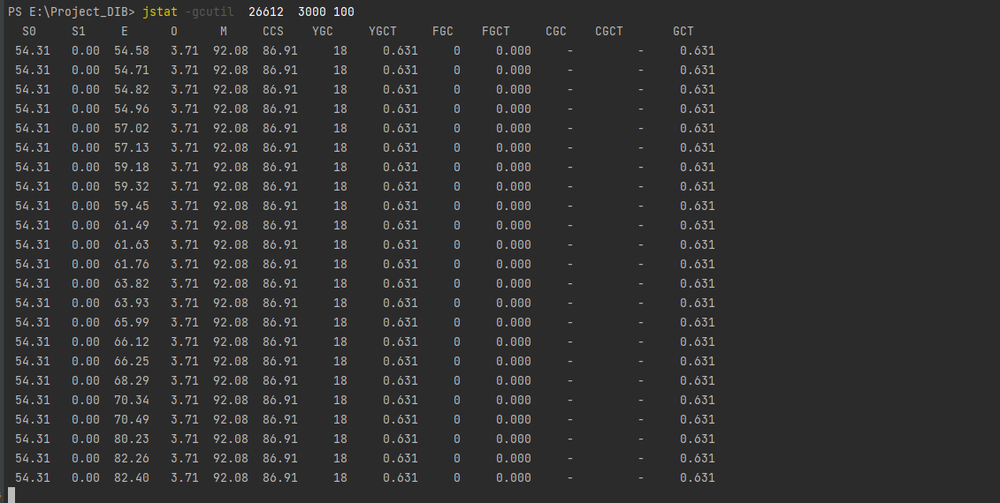 PS E:\Project_DIB> jstat -gcutil  26612  3000 100
  S0     S1     E      O      M     CCS    YGC     YGCT     FGC    FGCT     CGC    CGCT       GCT
 54.31   0.00  54.58   3.71  92.08  86.91     18     0.631     0     0.000     -         -     0.631
 54.31   0.00  54.71   3.71  92.08  86.91     18     0.631     0     0.000     -         -     0.631
 54.31   0.00  54.82   3.71  92.08  86.91     18     0.631     0     0.000     -         -     0.631
 54.31   0.00  54.96   3.71  92.08  86.91     18     0.631     0     0.000     -         -     0.631
 54.31   0.00  57.02   3.71  92.08  86.91     18     0.631     0     0.000     -         -     0.631
 54.31   0.00  57.13   3.71  92.08  86.91     18     0.631     0     0.000     -         -     0.631
 54.31   0.00  59.18   3.71  92.08  86.91     18     0.631     0     0.000     -         -     0.631
 54.31   0.00  59.32   3.71  92.08  86.91     18     0.631     0     0.000     -         -     0.631
 54.31   0.00  59.45   3.71  92.08  86.91     18     0.631     0     0.000     -         -     0.631
 54.31   0.00  61.49   3.71  92.08  86.91     18     0.631     0     0.000     -         -     0.631
 54.31   0.00  61.63   3.71  92.08  86.91     18     0.631     0     0.000     -         -     0.631
 54.31   0.00  61.76   3.71  92.08  86.91     18     0.631     0     0.000     -         -     0.631
 54.31   0.00  63.82   3.71  92.08  86.91     18     0.631     0     0.000     -         -     0.631
 54.31   0.00  63.93   3.71  92.08  86.91     18     0.631     0     0.000     -         -     0.631
 54.31   0.00  65.99   3.71  92.08  86.91     18     0.631     0     0.000     -         -     0.631
 54.31   0.00  66.12   3.71  92.08  86.91     18     0.631     0     0.000     -         -     0.631
 54.31   0.00  66.25   3.71  92.08  86.91     18     0.631     0     0.000     -         -     0.631
 54.31   0.00  68.29   3.71  92.08  86.91     18     0.631     0     0.000     -         -     0.631
 54.31   0.00  70.34   3.71  92.08  86.91     18     0.631     0     0.000     -         -     0.631
 54.31   0.00  70.49   3.71  92.08  86.91     18     0.631     0     0.000     -         -     0.631
 54.31   0.00  80.23   3.71  92.08  86.91     18     0.631     0     0.000     -         -     0.631
 54.31   0.00  82.26   3.71  92.08  86.91     18     0.631     0     0.000     -         -     0.631
 54.31   0.00  82.40   3.71  92.08  86.91     18     0.631     0     0.000     -         -     0.631